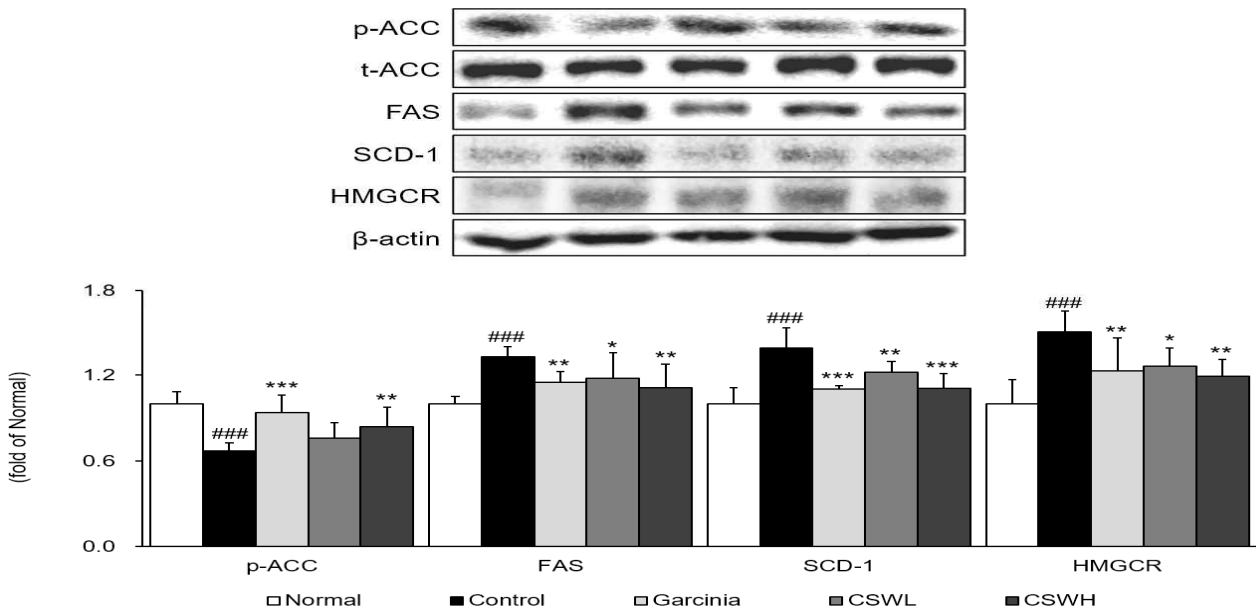 p-ACC
t-ACC
FAS
SCD-1
HMGCR
β-actin
(fold of Normal)
1.8
1.2
0.6
0.0
###
***
**
###
**
*
**
###
***
**
***
###
**
*
**
p-ACC FAS SCD-1 HMGCR
Normal Control Garcinia CSWL CSWH